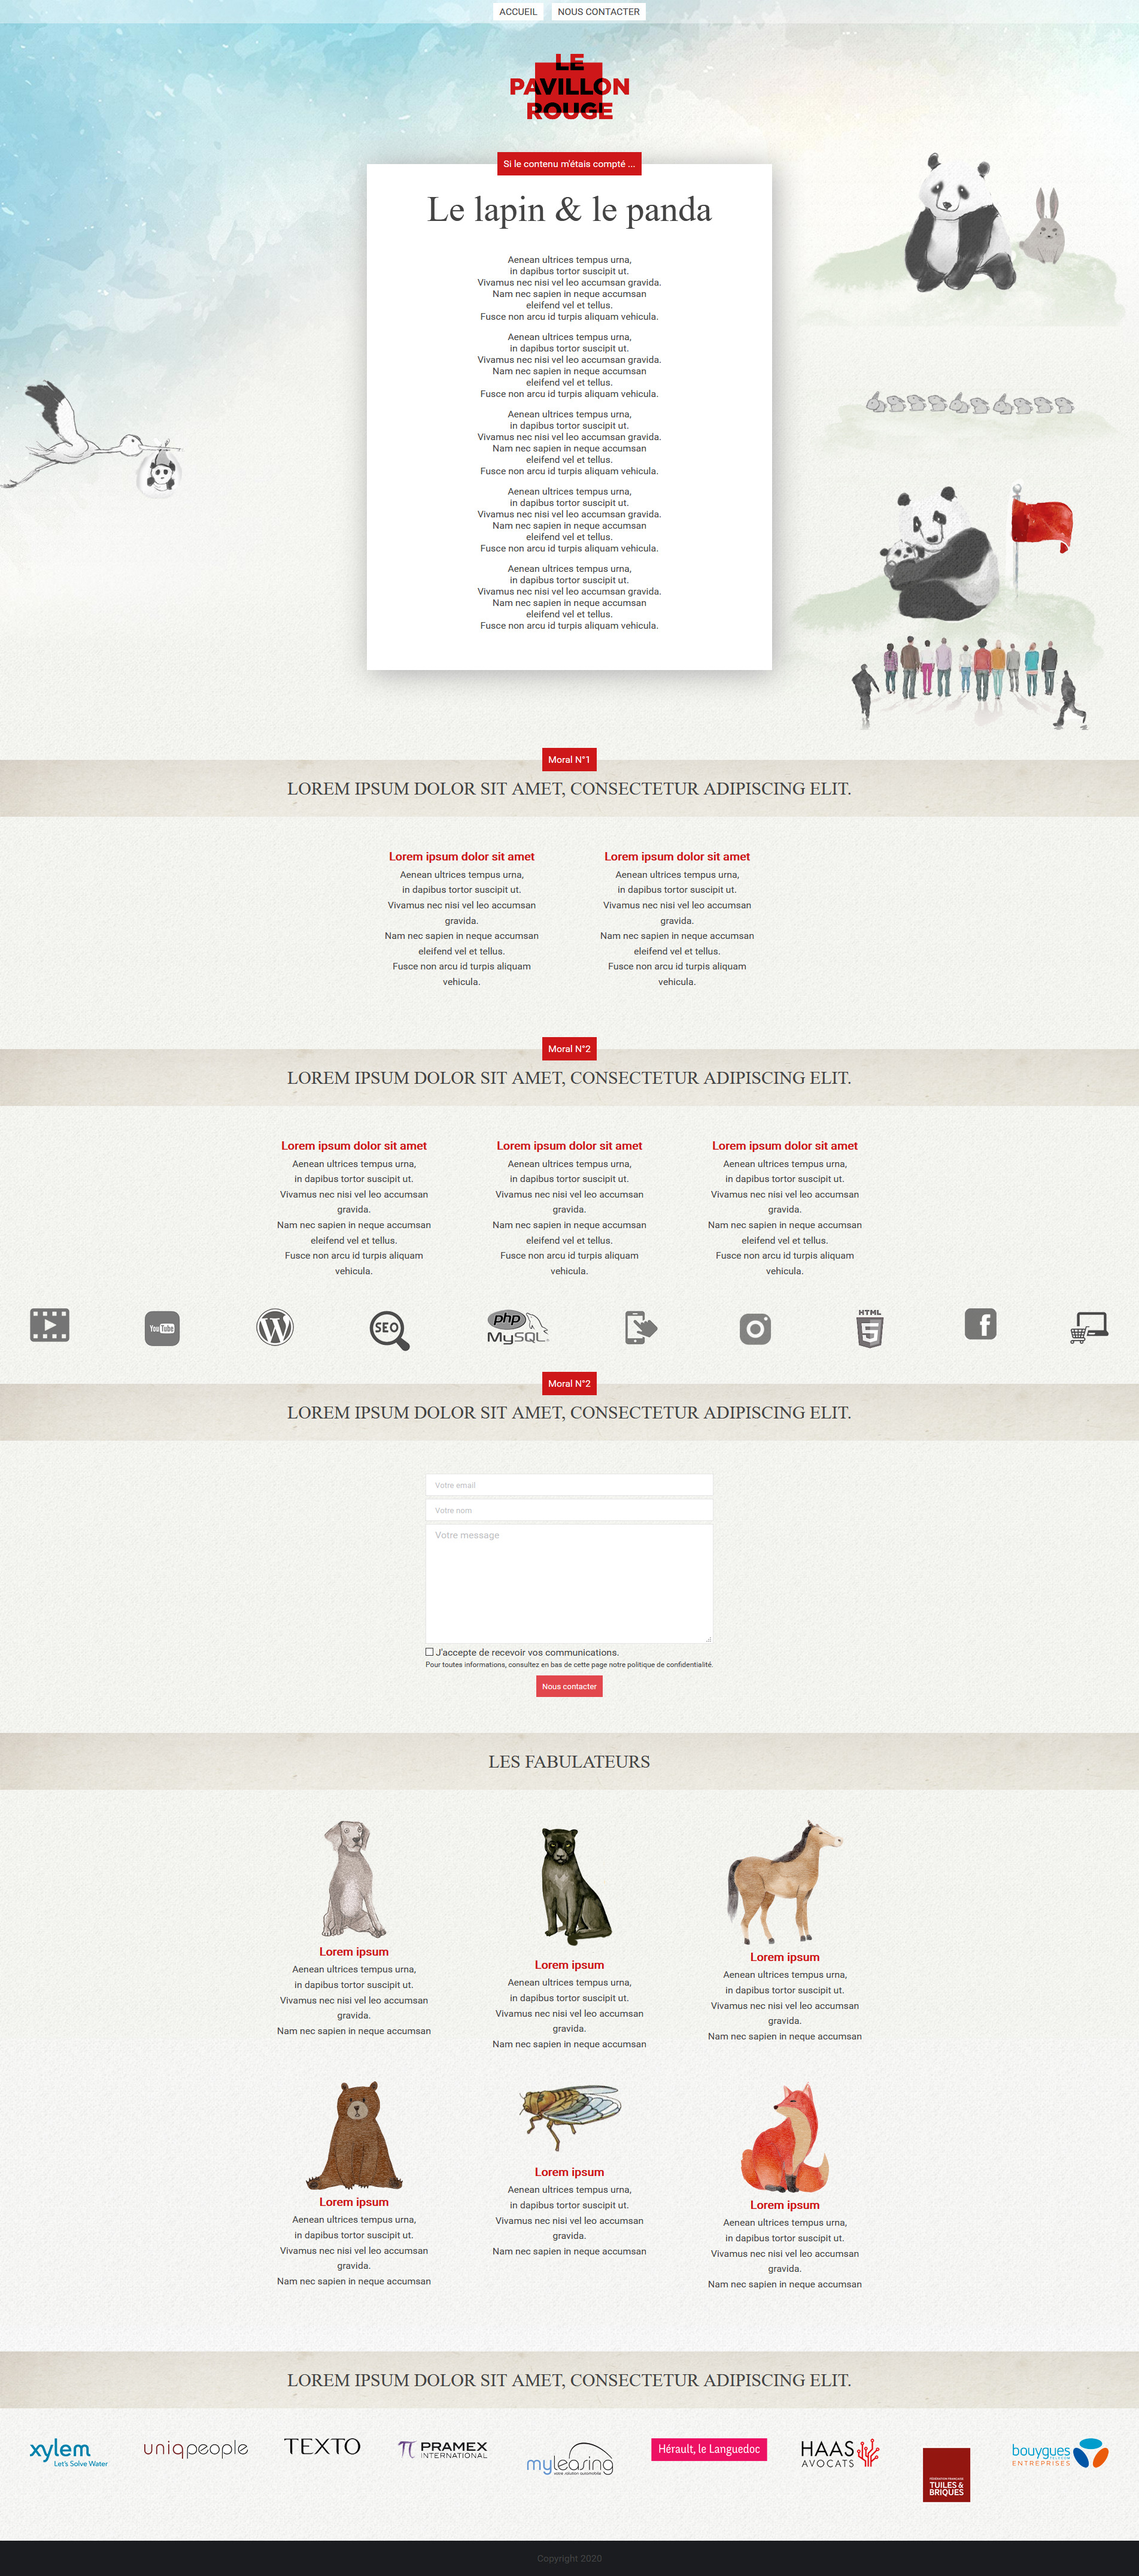 ACCUEIL
NOUS CONTACTER
LE
PAVILLON
ROUGE
Si le contenu m'étais compté ...
Le lapin & le panda
Aenean ultrices tempus urna,
in dapibus tortor suscipit ut.
Vivamus nec nisi vel leo accumsan gravida.
Nam nec sapien in neque accumsan
eleifend vel et tellus.
Fusce non arcu id turpis aliquam vehicula.
Aenean ultrices tempus urna,
in dapibus tortor suscipit ut.
Vivamus nec nisi vel leo accumsan gravida.
Nam nec sapien in neque accumsan
eleifend vel et tellus.
Fusce non arcu id turpis aliquam vehicula.
Aenean ultrices tempus urna,
in dapibus tortor suscipit ut.
Vivamus nec nisi vel leo accumsan gravida.
Nam nec sapien in neque accumsan
eleifend vel et tellus.
Fusce non arcu id turpis aliquam vehicula.
Aenean ultrices tempus urna,
in dapibus tortor suscipit ut.
Vivamus nec nisi vel leo accumsan gravida.
Nam nec sapien in neque accumsan
eleifend vel et tellus.
Fusce non arcu id turpis aliquam vehicula.
Aenean ultrices tempus urna,
in dapibus tortor suscipit ut.
Vivamus nec nisi vel leo accumsan gravida.
Nam nec sapien in neque accumsan
eleifend vel et tellus.
Fusce non arcu id turpis aliquam vehicula.
Moral N°1
LOREM IPSUM DOLOR SIT AMET, CONSECTETUR ADIPISCING ELIT.
Lorem ipsum dolor sit amet
Aenean ultrices tempus urna,
in dapibus tortor suscipit ut.
Vivamus nec nisi vel leo accumsan
gravida.
Nam nec sapien in neque accumsan
eleifend vel et tellus.
Fusce non arcu id turpis aliquam
vehicula.
Lorem ipsum dolor sit amet
Aenean ultrices tempus urna,
in dapibus tortor suscipit ut.
Vivamus nec nisi vel leo accumsan
gravida.
Nam nec sapien in neque accumsan
eleifend vel et tellus.
Fusce non arcu id turpis aliquam
vehicula.
Moral N°2
LOREM IPSUM DOLOR SIT AMET, CONSECTETUR ADIPISCING ELIT.
Lorem ipsum dolor sit amet
Aenean ultrices tempus urna,
in dapibus tortor suscipit ut.
Vivamus nec nisi vel leo accumsan
gravida.
Nam nec sapien in neque accumsan
eleifend vel et tellus.
Fusce non arcu id turpis aliquam
vehicula.
Lorem ipsum dolor sit amet
Aenean ultrices tempus urna,
in dapibus tortor suscipit ut.
Vivamus nec nisi vel leo accumsan
gravida.
Nam nec sapien in neque accumsan
eleifend vel et tellus.
Fusce non arcu id turpis aliquam
vehicula.
Lorem ipsum dolor sit amet
Aenean ultrices tempus urna,
in dapibus tortor suscipit ut.
Vivamus nec nisi vel leo accumsan
gravida.
Nam nec sapien in neque accumsan
eleifend vel et tellus.
Fusce non arcu id turpis aliquam
vehicula.
You Tube
W
SEO
php
MySQL
HTML
5
f
Moral N°2
LOREM IPSUM DOLOR SIT AMET, CONSECTETUR ADIPISCING ELIT.
Votre email
Votre nom
Votre message
J'accepte de recevoir vos communications.
Pour toutes informations, consultez en bas de cette page notre politique de confidentialité.
Nous contacter
LES FABULATEURS
Lorem ipsum
Aenean ultrices tempus urna,
in dapibus tortor suscipit ut.
Vivamus nec nisi vel leo accumsan
gravida.
Nam nec sapien in neque accumsan
Lorem ipsum
Aenean ultrices tempus urna,
in dapibus tortor suscipit ut.
Vivamus nec nisi vel leo accumsan
gravida.
Nam nec sapien in neque accumsan
Lorem ipsum
Aenean ultrices tempus urna,
in dapibus tortor suscipit ut.
Vivamus nec nisi vel leo accumsan
gravida.
Nam nec sapien in neque accumsan
Lorem ipsum
Aenean ultrices tempus urna,
in dapibus tortor suscipit ut.
Vivamus nec nisi vel leo accumsan
gravida.
Nam nec sapien in neque accumsan
Lorem ipsum
Aenean ultrices tempus urna,
in dapibus tortor suscipit ut.
Vivamus nec nisi vel leo accumsan
gravida.
Nam nec sapien in neque accumsan
Lorem ipsum
Aenean ultrices tempus urna,
in dapibus tortor suscipit ut.
Vivamus nec nisi vel leo accumsan
gravida.
Nam nec sapien in neque accumsan
LOREM IPSUM DOLOR SIT AMET, CONSECTETUR ADIPISCING ELIT.
xylem
Let's Solve Water
uniqpeople
TEXTO
PRAMEX
INTERNATIONAL
myleasing
votre solution automobile
Hérault, le Languedoc
HAAS
AVOCATS
FÉDÉRATION FRANÇAISE
TUILES &
BRIQUES
bouygues
TELECOM
ENTREPRISES
Copyright 2020